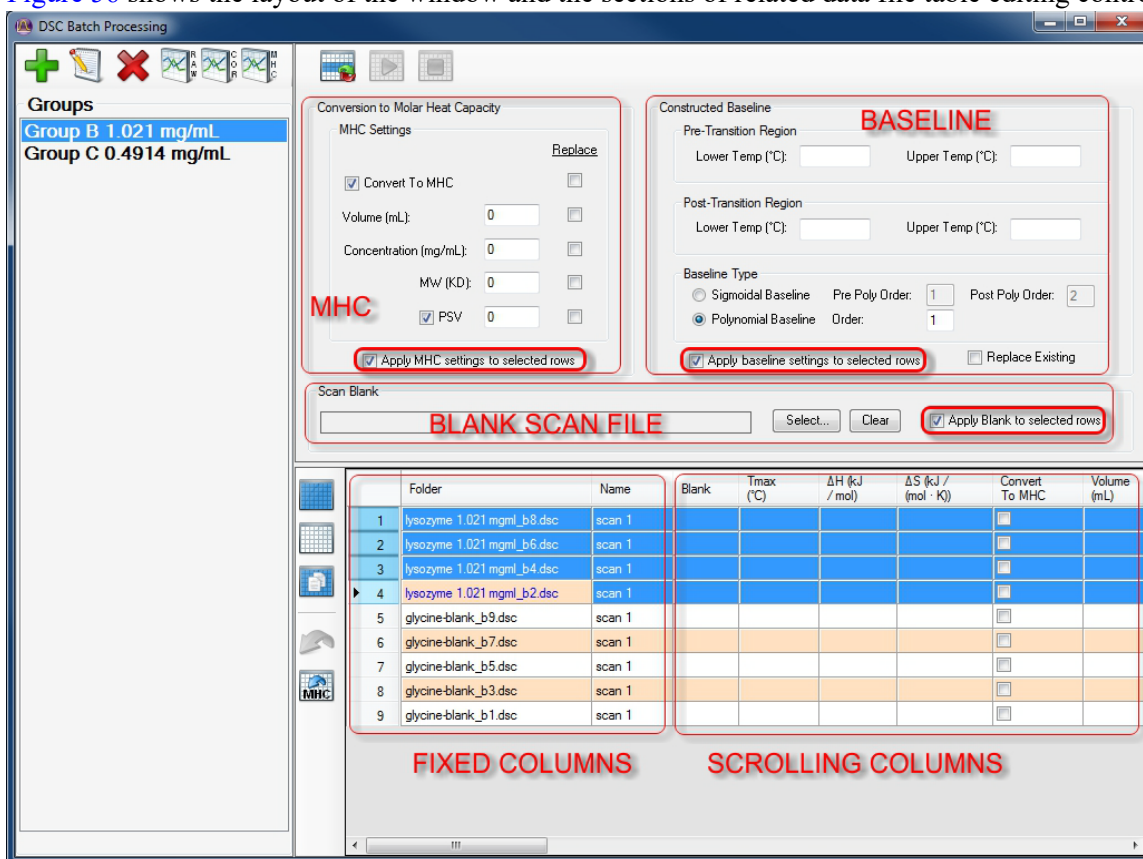 Figure 50 shows the layout of the window and the sections of related data file table editing contro
DSC Batch Processing
RAW COR MHC
Groups
Group B 1.021 mg/mL
Group C 0.4914 mg/mL
Conversion to Molar Heat Capacity
MHC Settings
Replace
Convert To MHC
Volume (mL): 0
Concentration (mg/mL): 0
MW (KD): 0
MHC
PSV 0
Apply MHC settings to selected rows
Constructed Baseline
BASELINE
Pre-Transition Region
Lower Temp (°C): Upper Temp (°C):
Post-Transition Region
Lower Temp (°C): Upper Temp (°C):
Baseline Type
Sigmoidal Baseline Pre Poly Order: 1 Post Poly Order: 2
Polynomial Baseline Order: 1
Apply baseline settings to selected rows Replace Existing
Scan Blank
BLANK SCAN FILE Select... Clear Apply Blank to selected rows
Folder Name Blank Tmax (°C) ΔH (kJ / mol) ΔS (kJ / (mol · K)) Convert To MHC Volume (mL)
1 lysozyme 1.021 mgml_b8.dsc scan 1
2 lysozyme 1.021 mgml_b6.dsc scan 1
3 lysozyme 1.021 mgml_b4.dsc scan 1
4 lysozyme 1.021 mgml_b2.dsc scan 1
5 glycine-blank_b9.dsc scan 1
6 glycine-blank_b7.dsc scan 1
7 glycine-blank_b5.dsc scan 1
8 glycine-blank_b3.dsc scan 1
9 glycine-blank_b1.dsc scan 1
MHC
FIXED COLUMNS SCROLLING COLUMNS